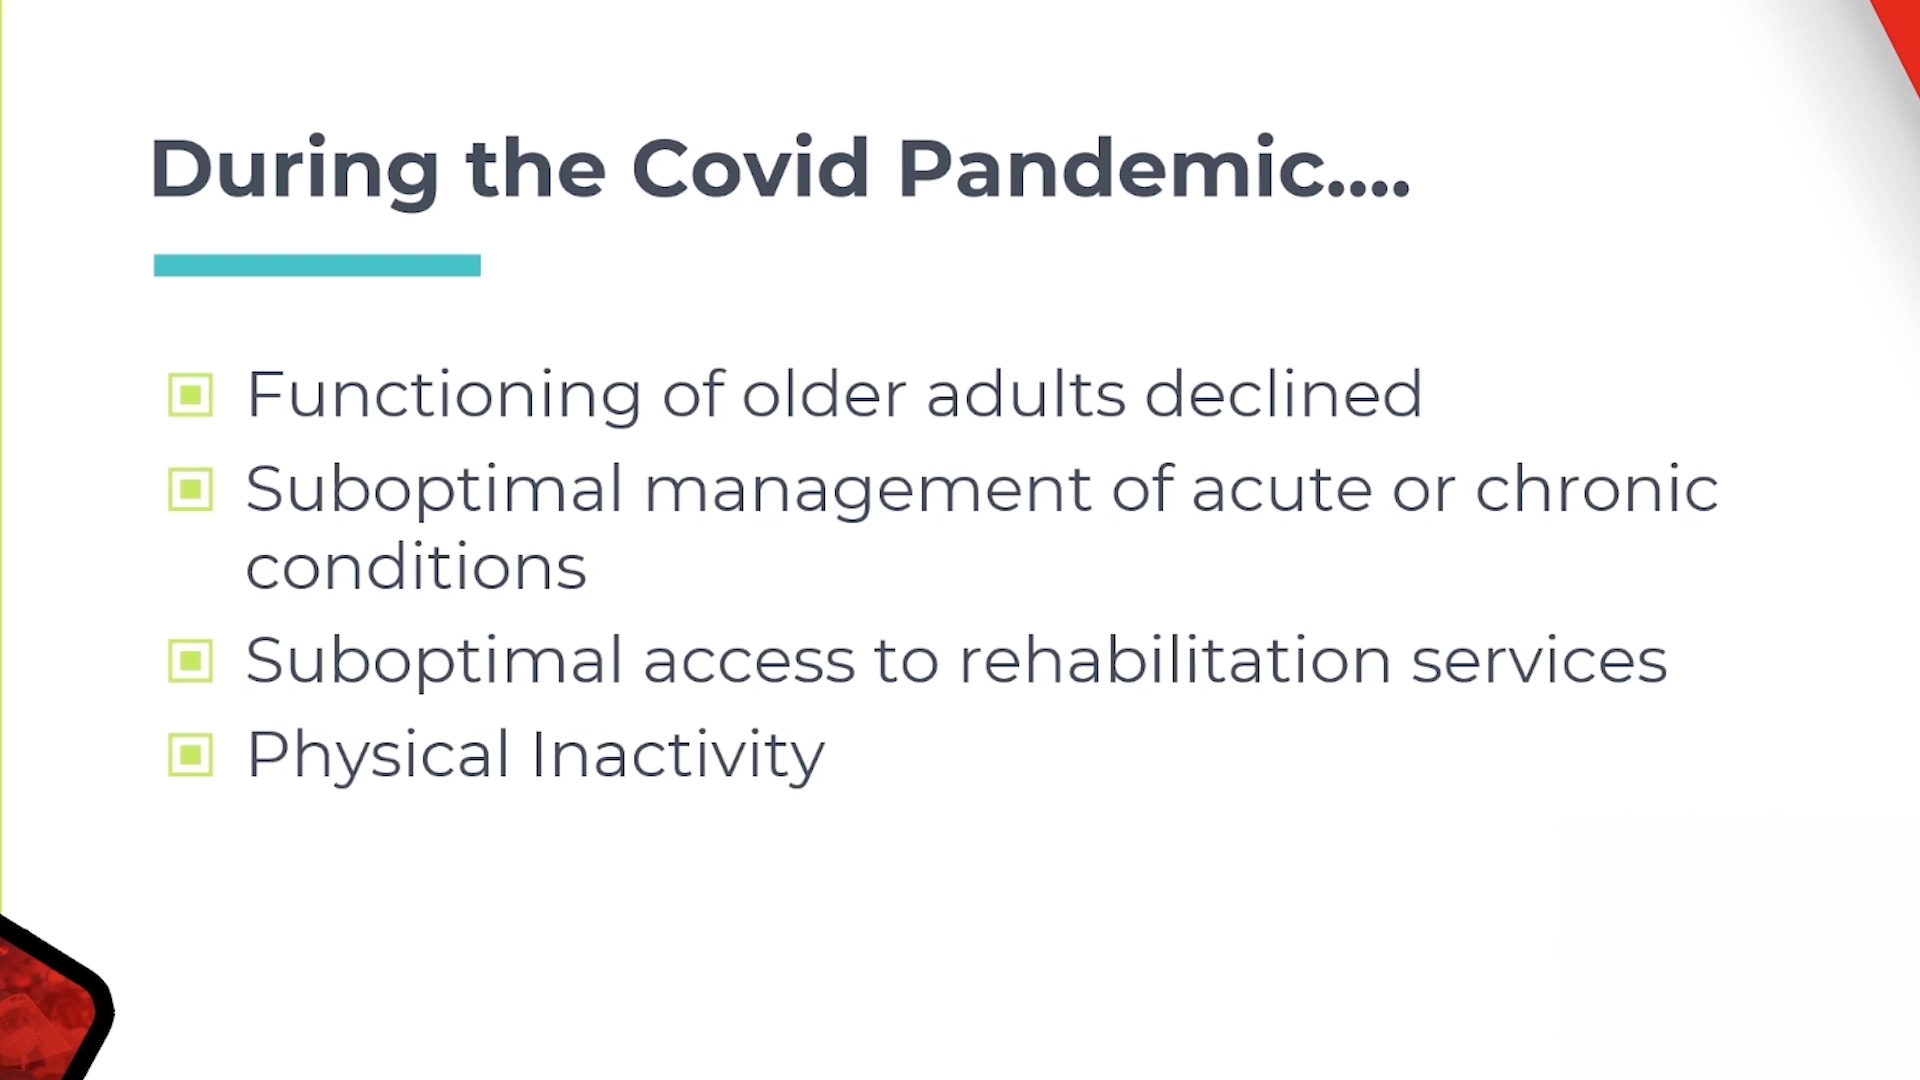 During the Covid Pandemic....
Functioning of older adults declined
Suboptimal management of acute or chronic
conditions
Suboptimal access to rehabilitation services
Physical Inactivity